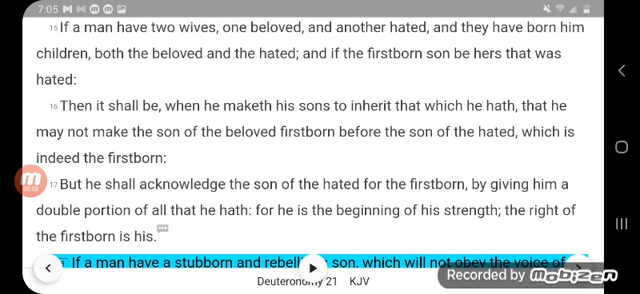 7:05
15 If a man have two wives, one beloved, and another hated, and they have born him
children, both the beloved and the hated; and if the firstborn son be hers that was
hated:
16 Then it shall be, when he maketh his sons to inherit that which he hath, that he
may not make the son of the beloved firstborn before the son of the hated, which is
indeed the firstborn:
17 But he shall acknowledge the son of the hated for the firstborn, by giving him a
double portion of all that he hath: for he is the beginning of his strength; the right of
the firstborn is his.
If a man have a stubborn and son, which will not obey the voice of
Deuteronomy 21 KJV
Recorded by mobizen